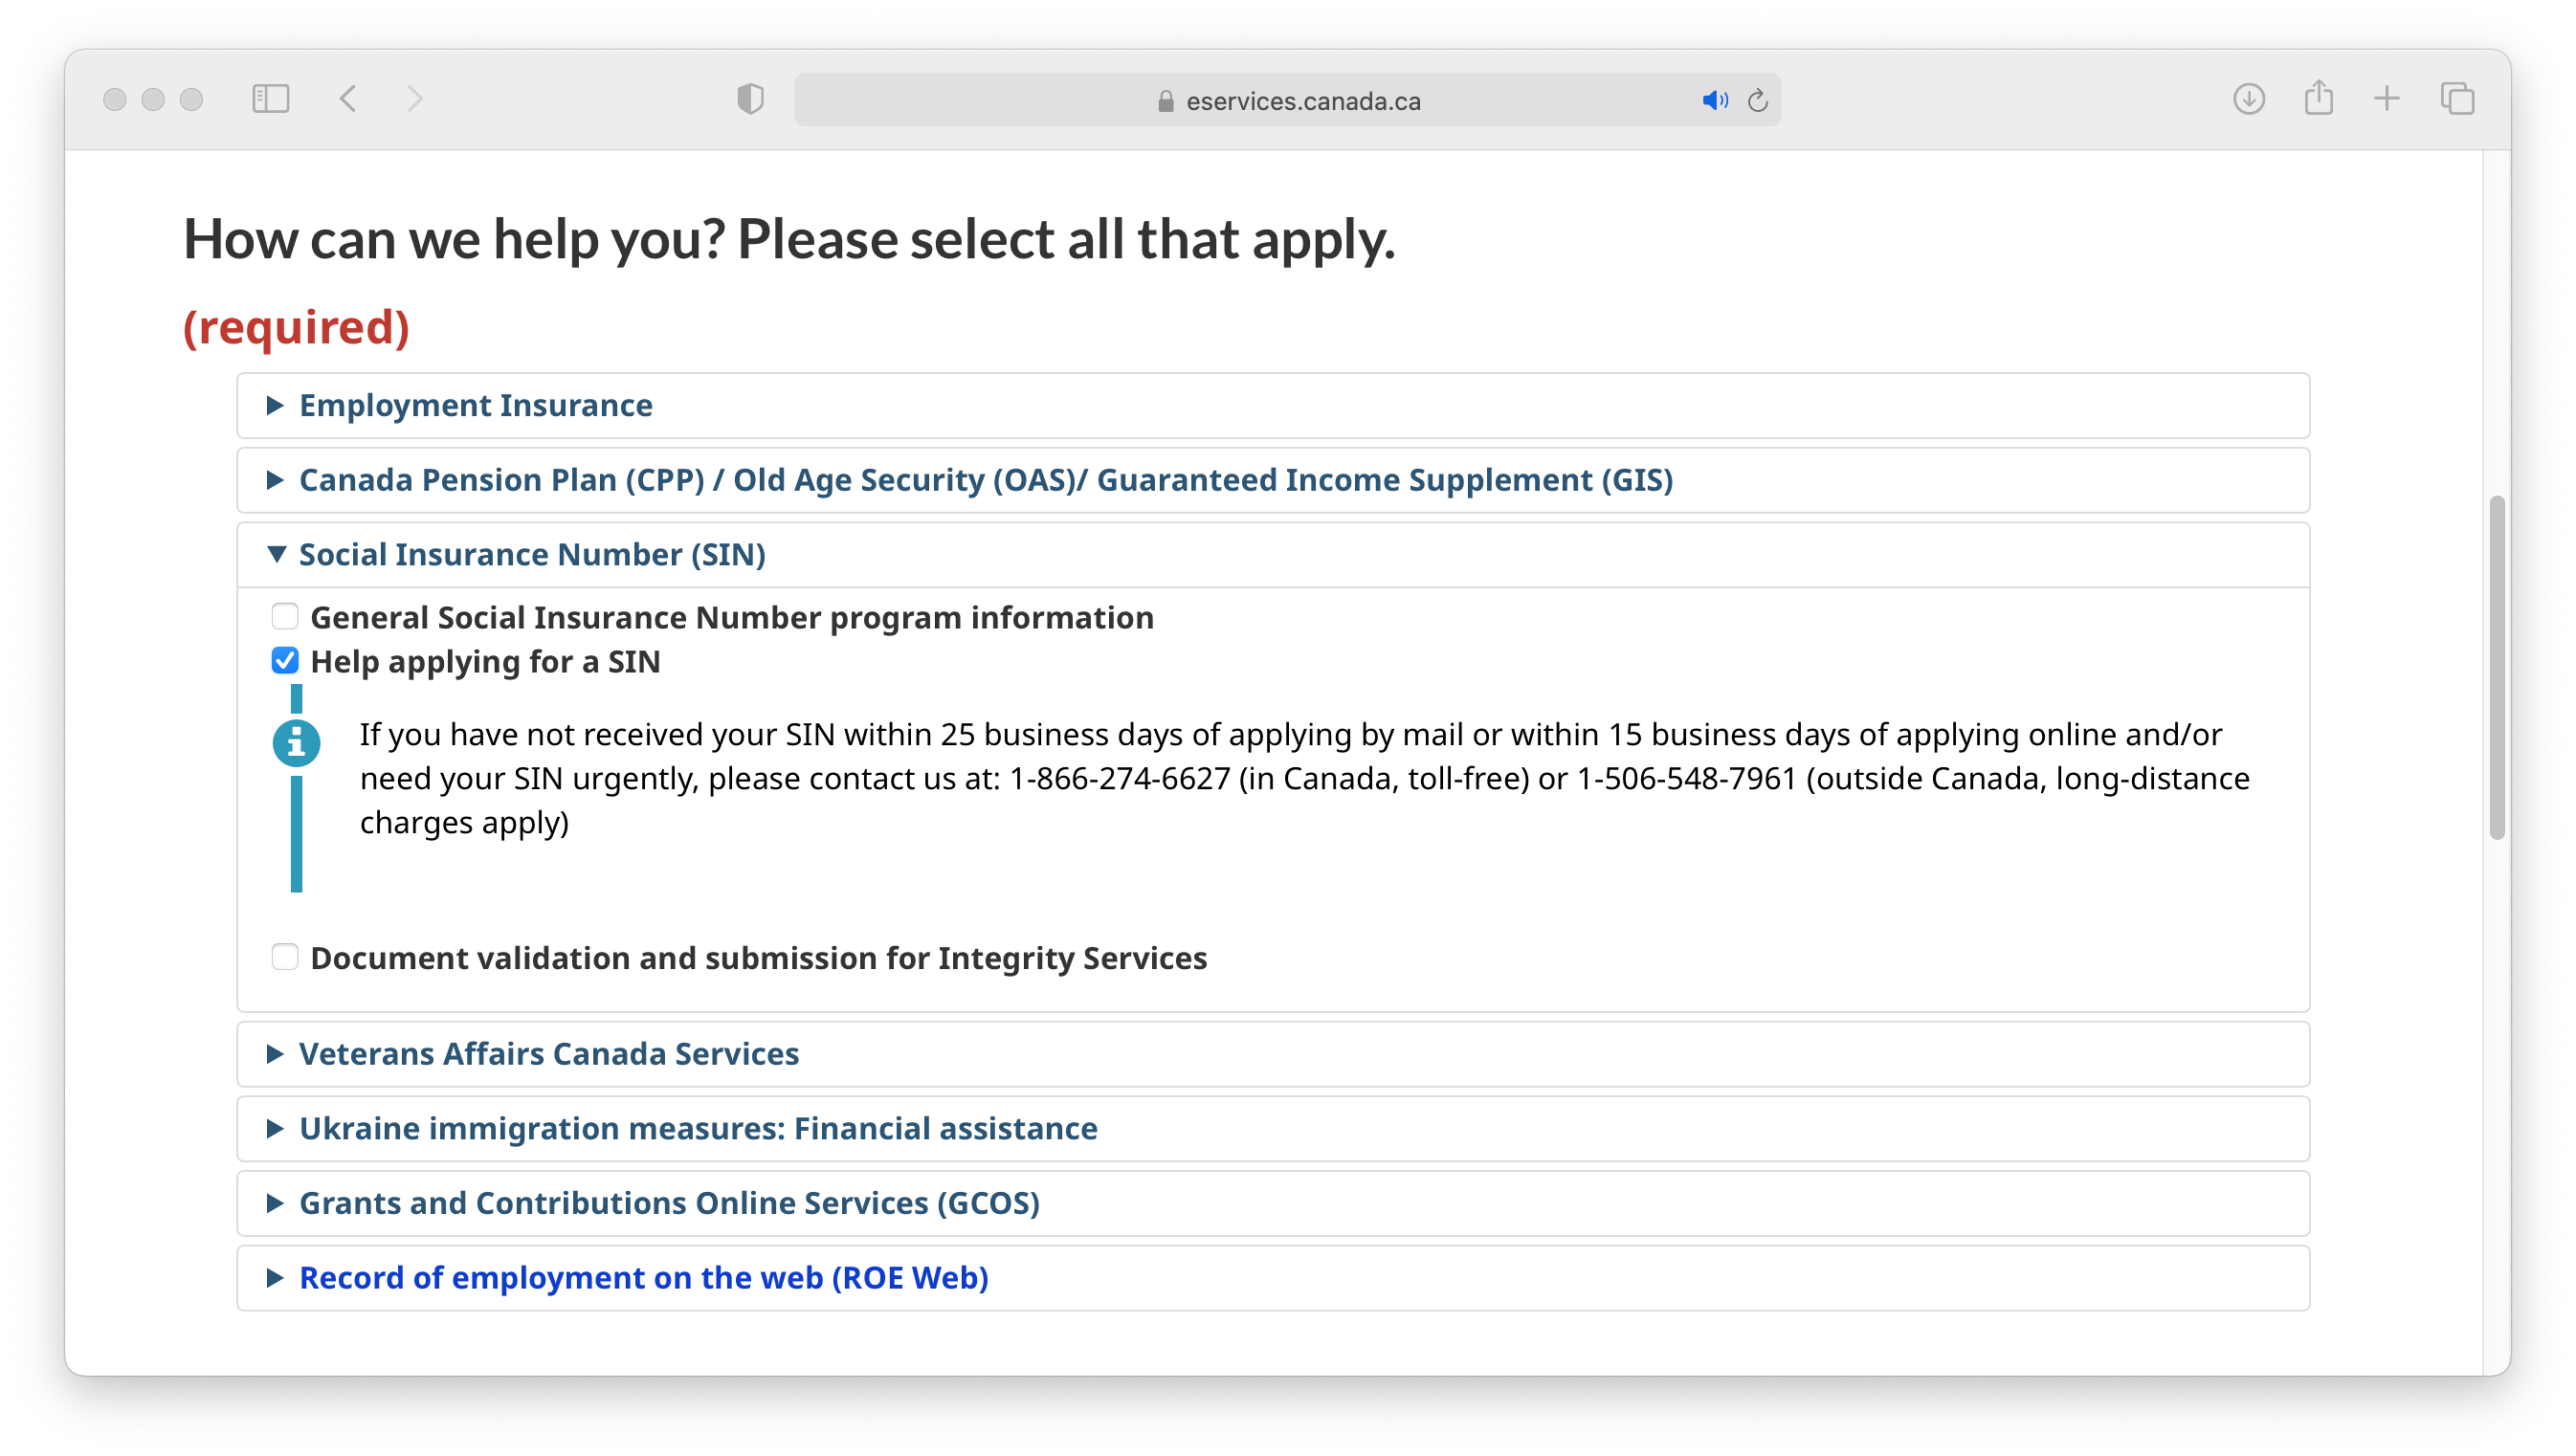 eservices.canada.ca
How can we help you? Please select all that apply.
(required)
Employment Insurance
Canada Pension Plan (CPP) / Old Age Security (OAS)/ Guaranteed Income Supplement (GIS)
Social Insurance Number (SIN)
General Social Insurance Number program information
Help applying for a SIN
If you have not received your SIN within 25 business days of applying by mail or within 15 business days of applying online and/or
need your SIN urgently, please contact us at: 1-866-274-6627 (in Canada, toll-free) or 1-506-548-7961 (outside Canada, long-distance
charges apply)
Document validation and submission for Integrity Services
Veterans Affairs Canada Services
Ukraine immigration measures: Financial assistance
Grants and Contributions Online Services (GCOS)
Record of employment on the web (ROE Web)